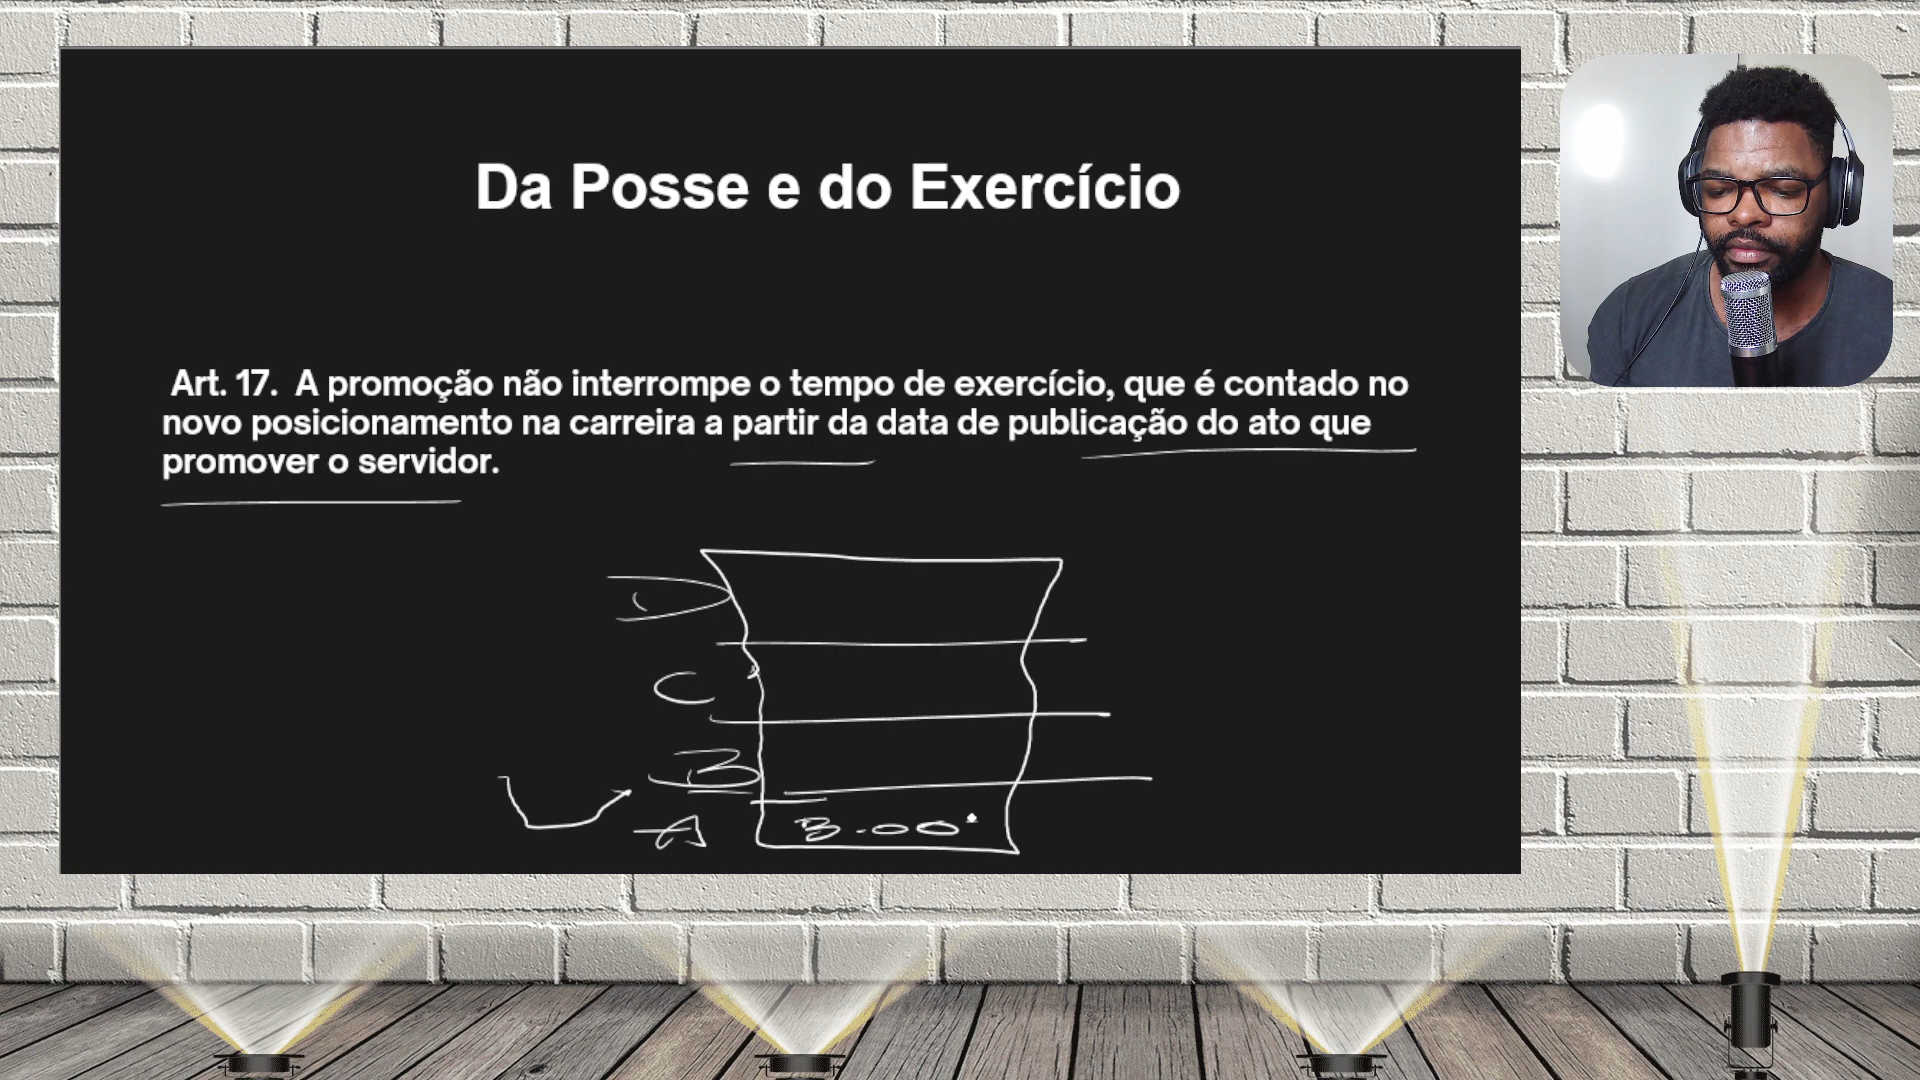 Da Posse e do Exercício
Art. 17. A promoção não interrompe o tempo de exercício, que é contado no
novo posicionamento na carreira a partir da data de publicação do ato que
promover o servidor.
D
C
B
A 3.00